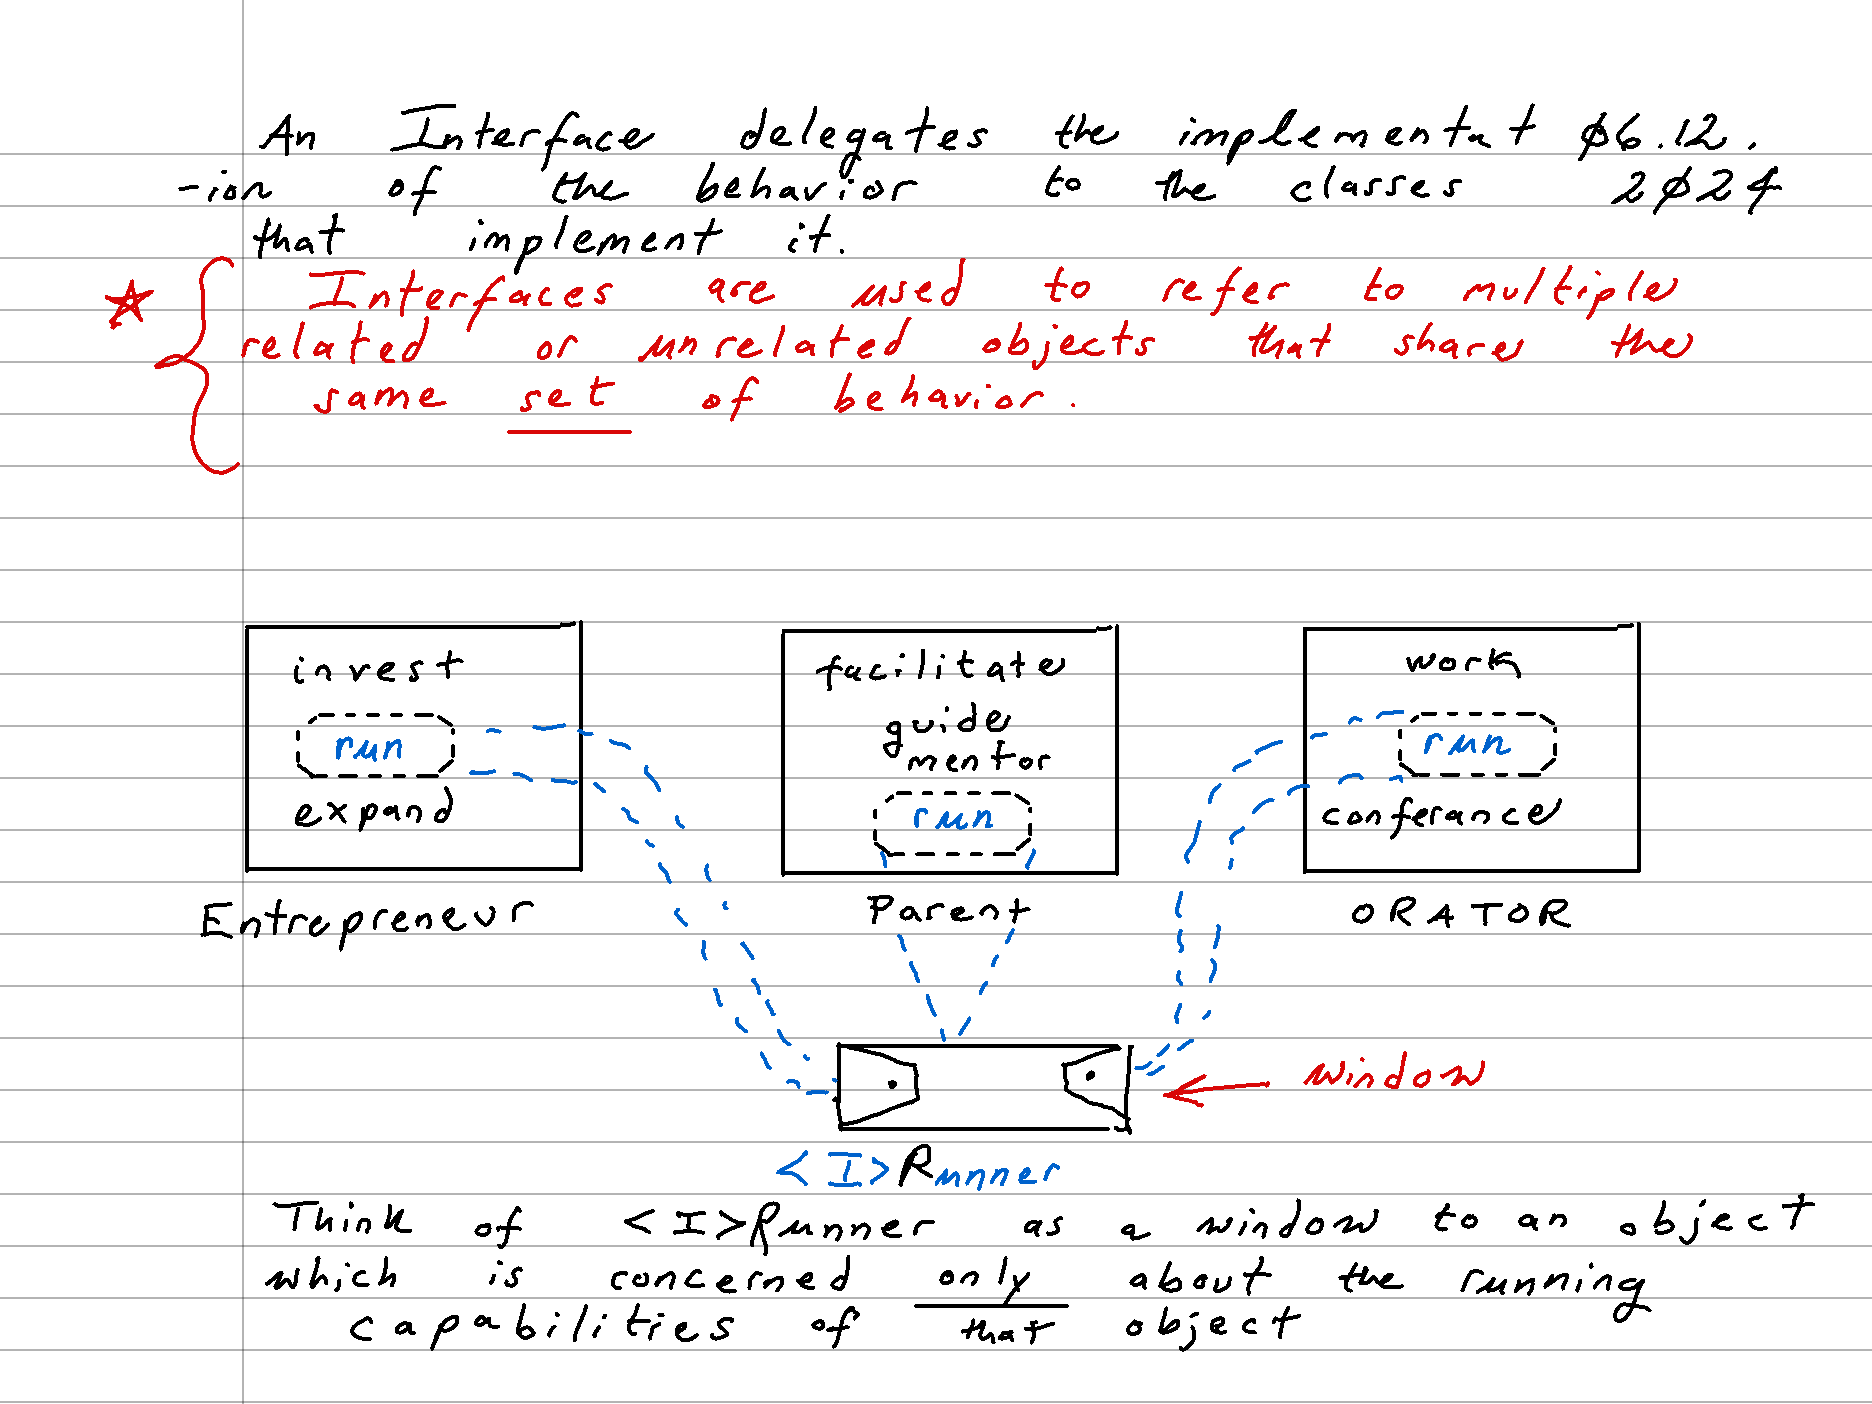 An Interface delegates the implementat 06.12.
-ion of the behavior to the classes 2024
that implement it.
Interfaces are used to refer to multiple
related or unrelated objects that share the
same set of behavior.
invest
run
expand
Entrepreneur
facilitate
guide
mentor
run
Parent
work
run
conferance
ORATOR
window
<I>Runner
Think of <I>Runner as a window to an object
which is concerned only about the running
capabilities of that object